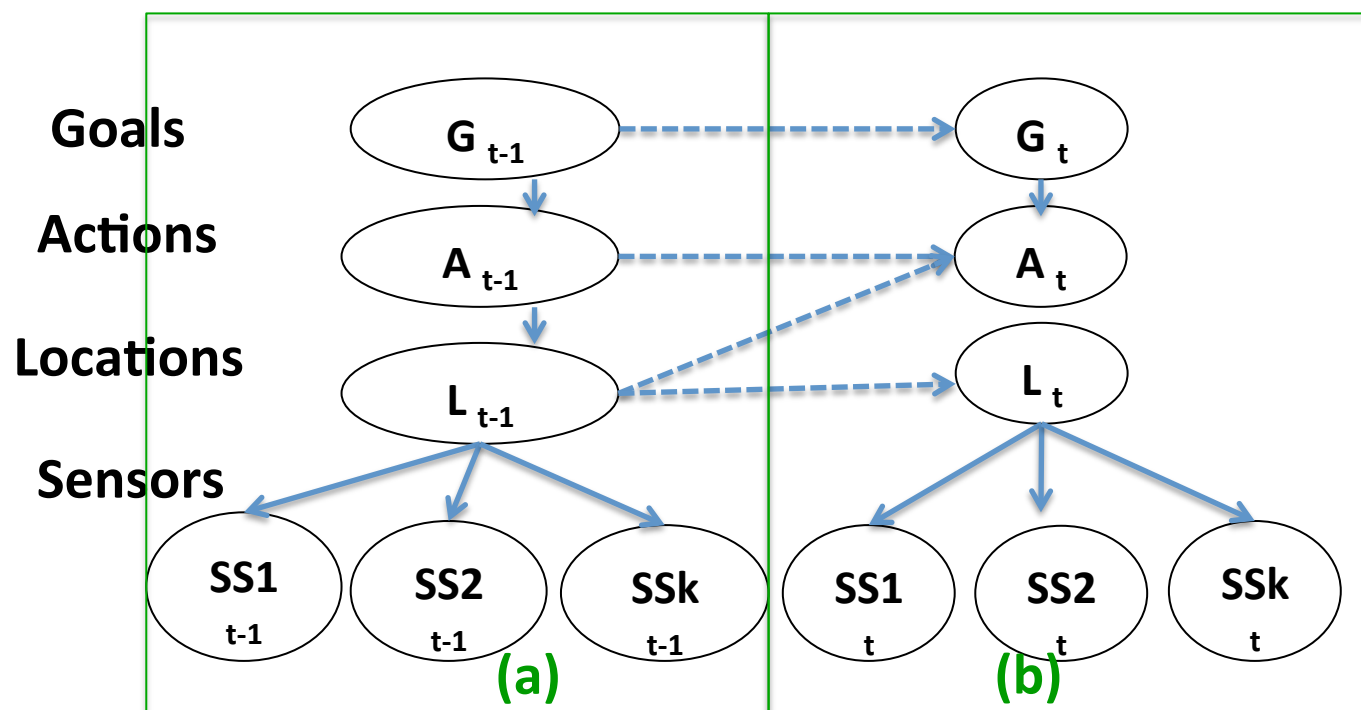 Goals
G t-1
G t
Actions
A t-1
A t
Locations
L t-1
L t
Sensors
SS1 t-1
SS2 t-1
SSk t-1
SS1 t
SS2 t
SSk t
(a)
(b)